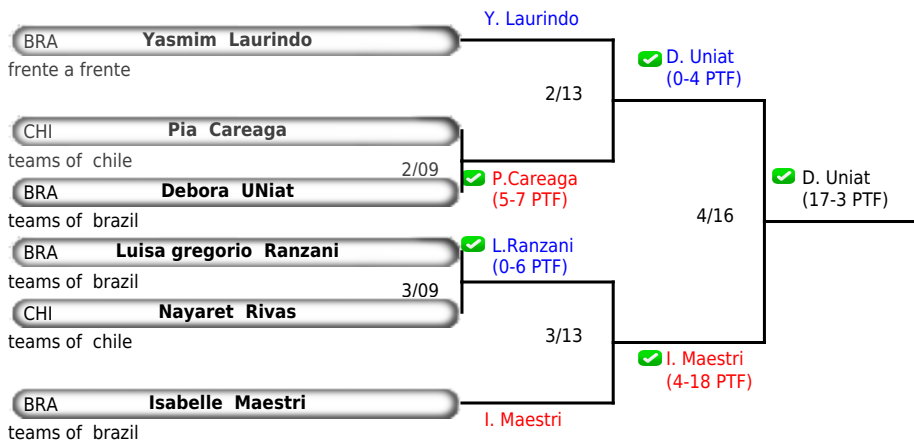 Y. Laurindo
BRA Yasmim Laurindo
frente a frente
D. Uniat
(0-4 PTF)
2/13
CHI Pia Careaga
teams of chile
2/09
P.Careaga
(5-7 PTF)
BRA Debora UNiat
teams of brazil
D. Uniat
(17-3 PTF)
4/16
BRA Luisa gregorio Ranzani
L.Ranzani
(0-6 PTF)
teams of brazil
3/09
CHI Nayaret Rivas
teams of chile
3/13
I. Maestri
(4-18 PTF)
BRA Isabelle Maestri
I. Maestri
teams of brazil